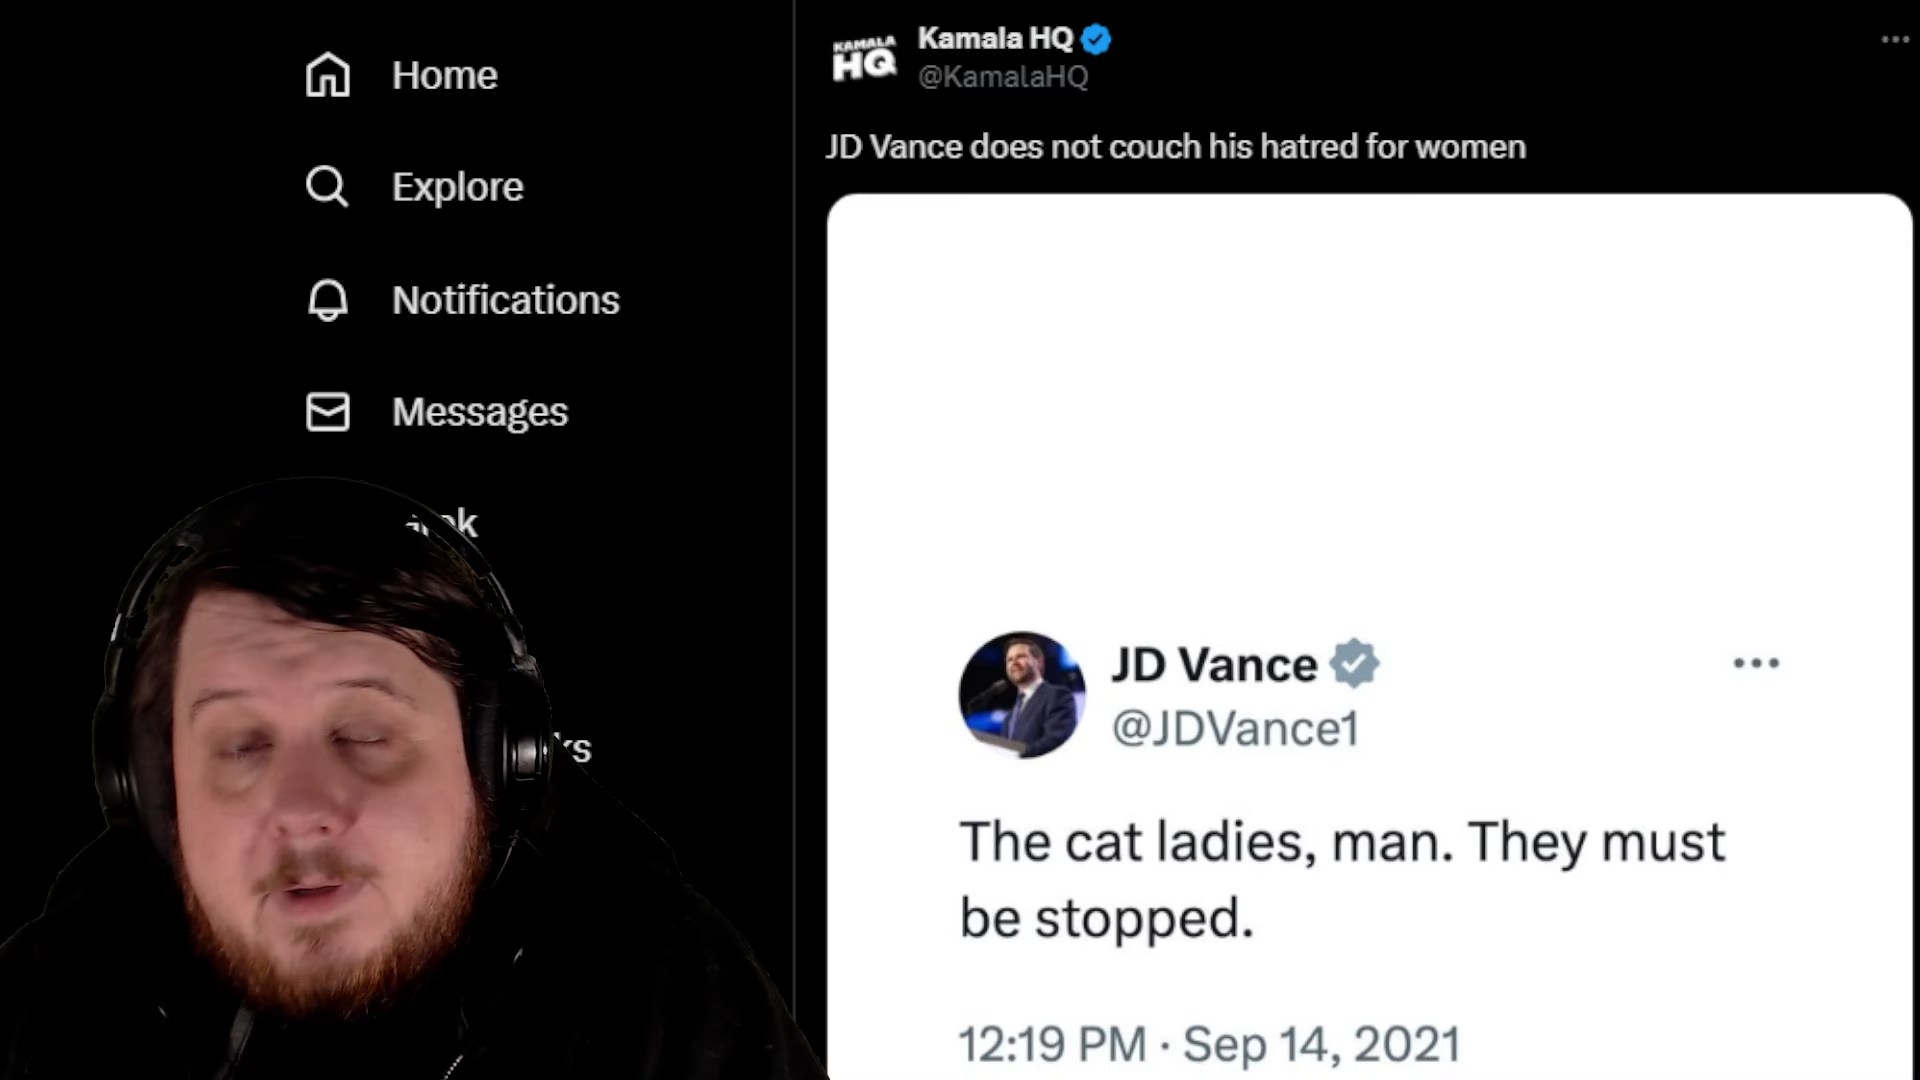 Home
Explore
Notifications
Messages
KAMALA
HQ
Kamala HQ
@KamalaHQ
JD Vance does not couch his hatred for women
JD Vance
@JDVance1
The cat ladies, man. They must
be stopped.
12:19 PM · Sep 14, 2021